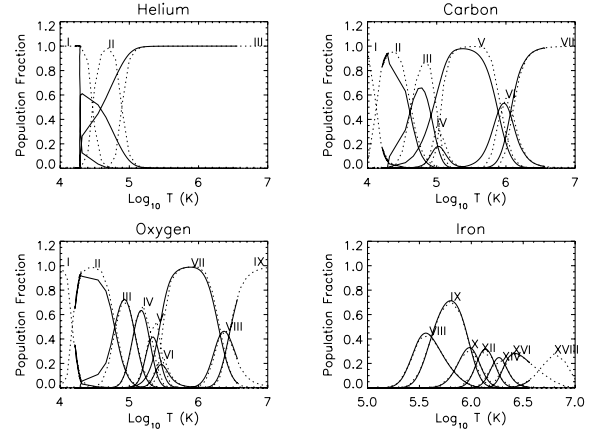 Helium
Population Fraction
1.2
1.0
0.8
0.6
0.4
0.2
0.0
I
II
III
4
5
6
7
Log10 T (K)
Carbon
Population Fraction
1.2
1.0
0.8
0.6
0.4
0.2
0.0
I
II
III
IV
V
VII
4
5
6
7
Log10 T (K)
Oxygen
Population Fraction
1.2
1.0
0.8
0.6
0.4
0.2
0.0
I
II
III
IV
V
VI
VII
VIII
IX
4
5
6
7
Log10 T (K)
Iron
Population Fraction
1.2
1.0
0.8
0.6
0.4
0.2
0.0
VIII
IX
X
XII
XIV
XVI
XVIII
5.0
5.5
6.0
6.5
7.0
Log10 T (K)